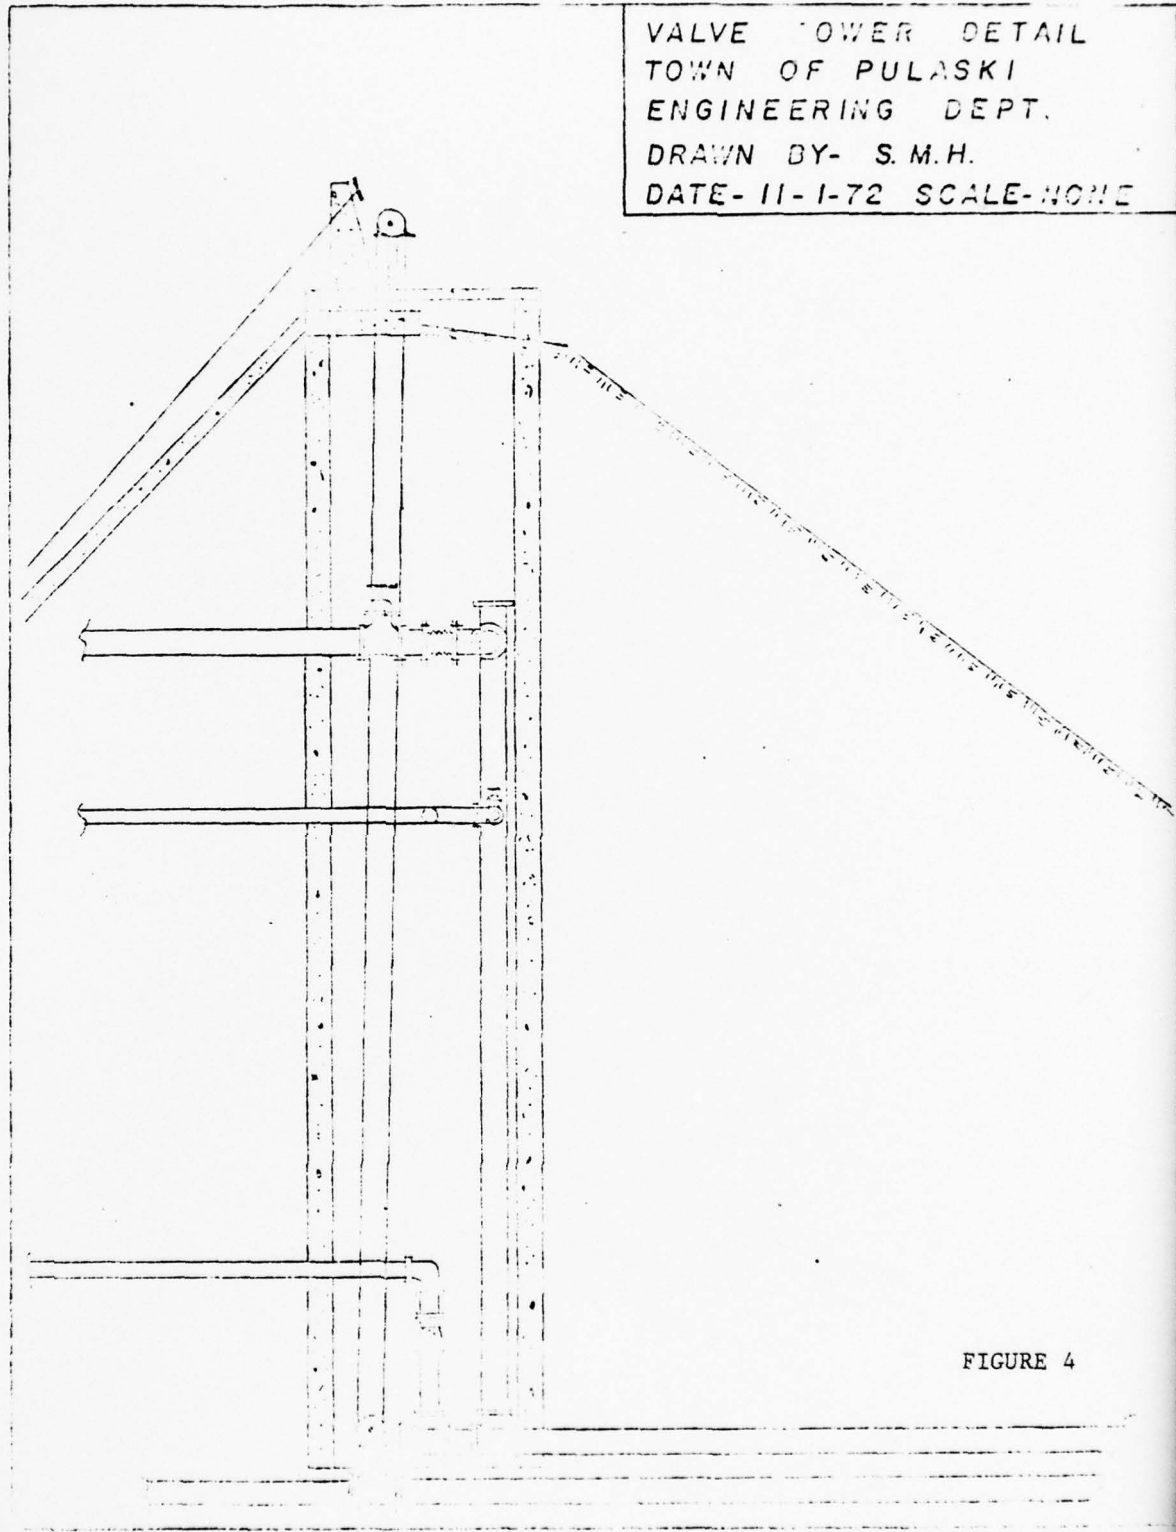 VALVE TOWER DETAIL
TOWN OF PULASKI
ENGINEERING DEPT.
DRAWN BY- S.M.H.
DATE- 11-1-72 SCALE-NONE
FIGURE 4